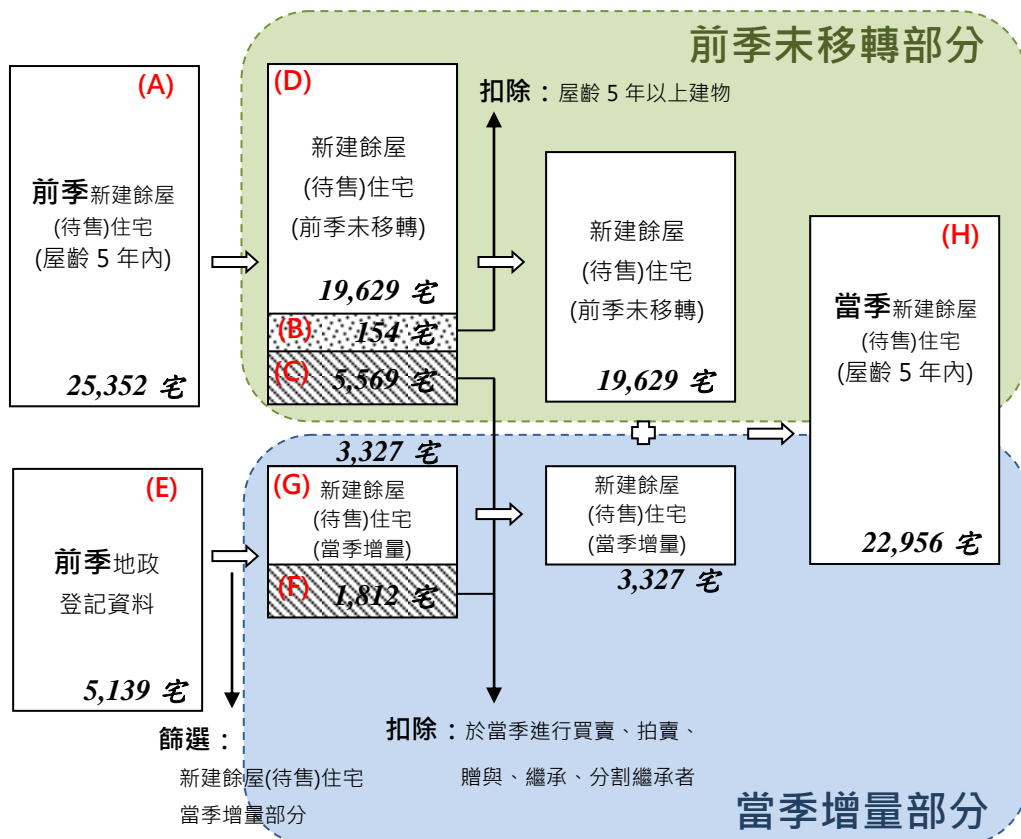 前季未移轉部分
(A)
前季新建餘屋
(待售)住宅
(屋齡 5 年內)
25,352 宅
(D)
新建餘屋
(待售)住宅
(前季未移轉)
19,629 宅
(B) 154 宅
(C) 5,569 宅
扣除：屋齡 5 年以上建物
新建餘屋
(待售)住宅
(前季未移轉)
19,629 宅
(H)
當季新建餘屋
(待售)住宅
(屋齡 5 年內)
22,956 宅
(E)
前季地政
登記資料
5,139 宅
3,327 宅
(G)
新建餘屋
(待售)住宅
(當季增量)
(F) 1,812 宅
新建餘屋
(待售)住宅
(當季增量)
3,327 宅
篩選：
新建餘屋(待售)住宅
當季增量部分
扣除：於當季進行買賣、拍賣、
贈與、繼承、分割繼承者
當季增量部分